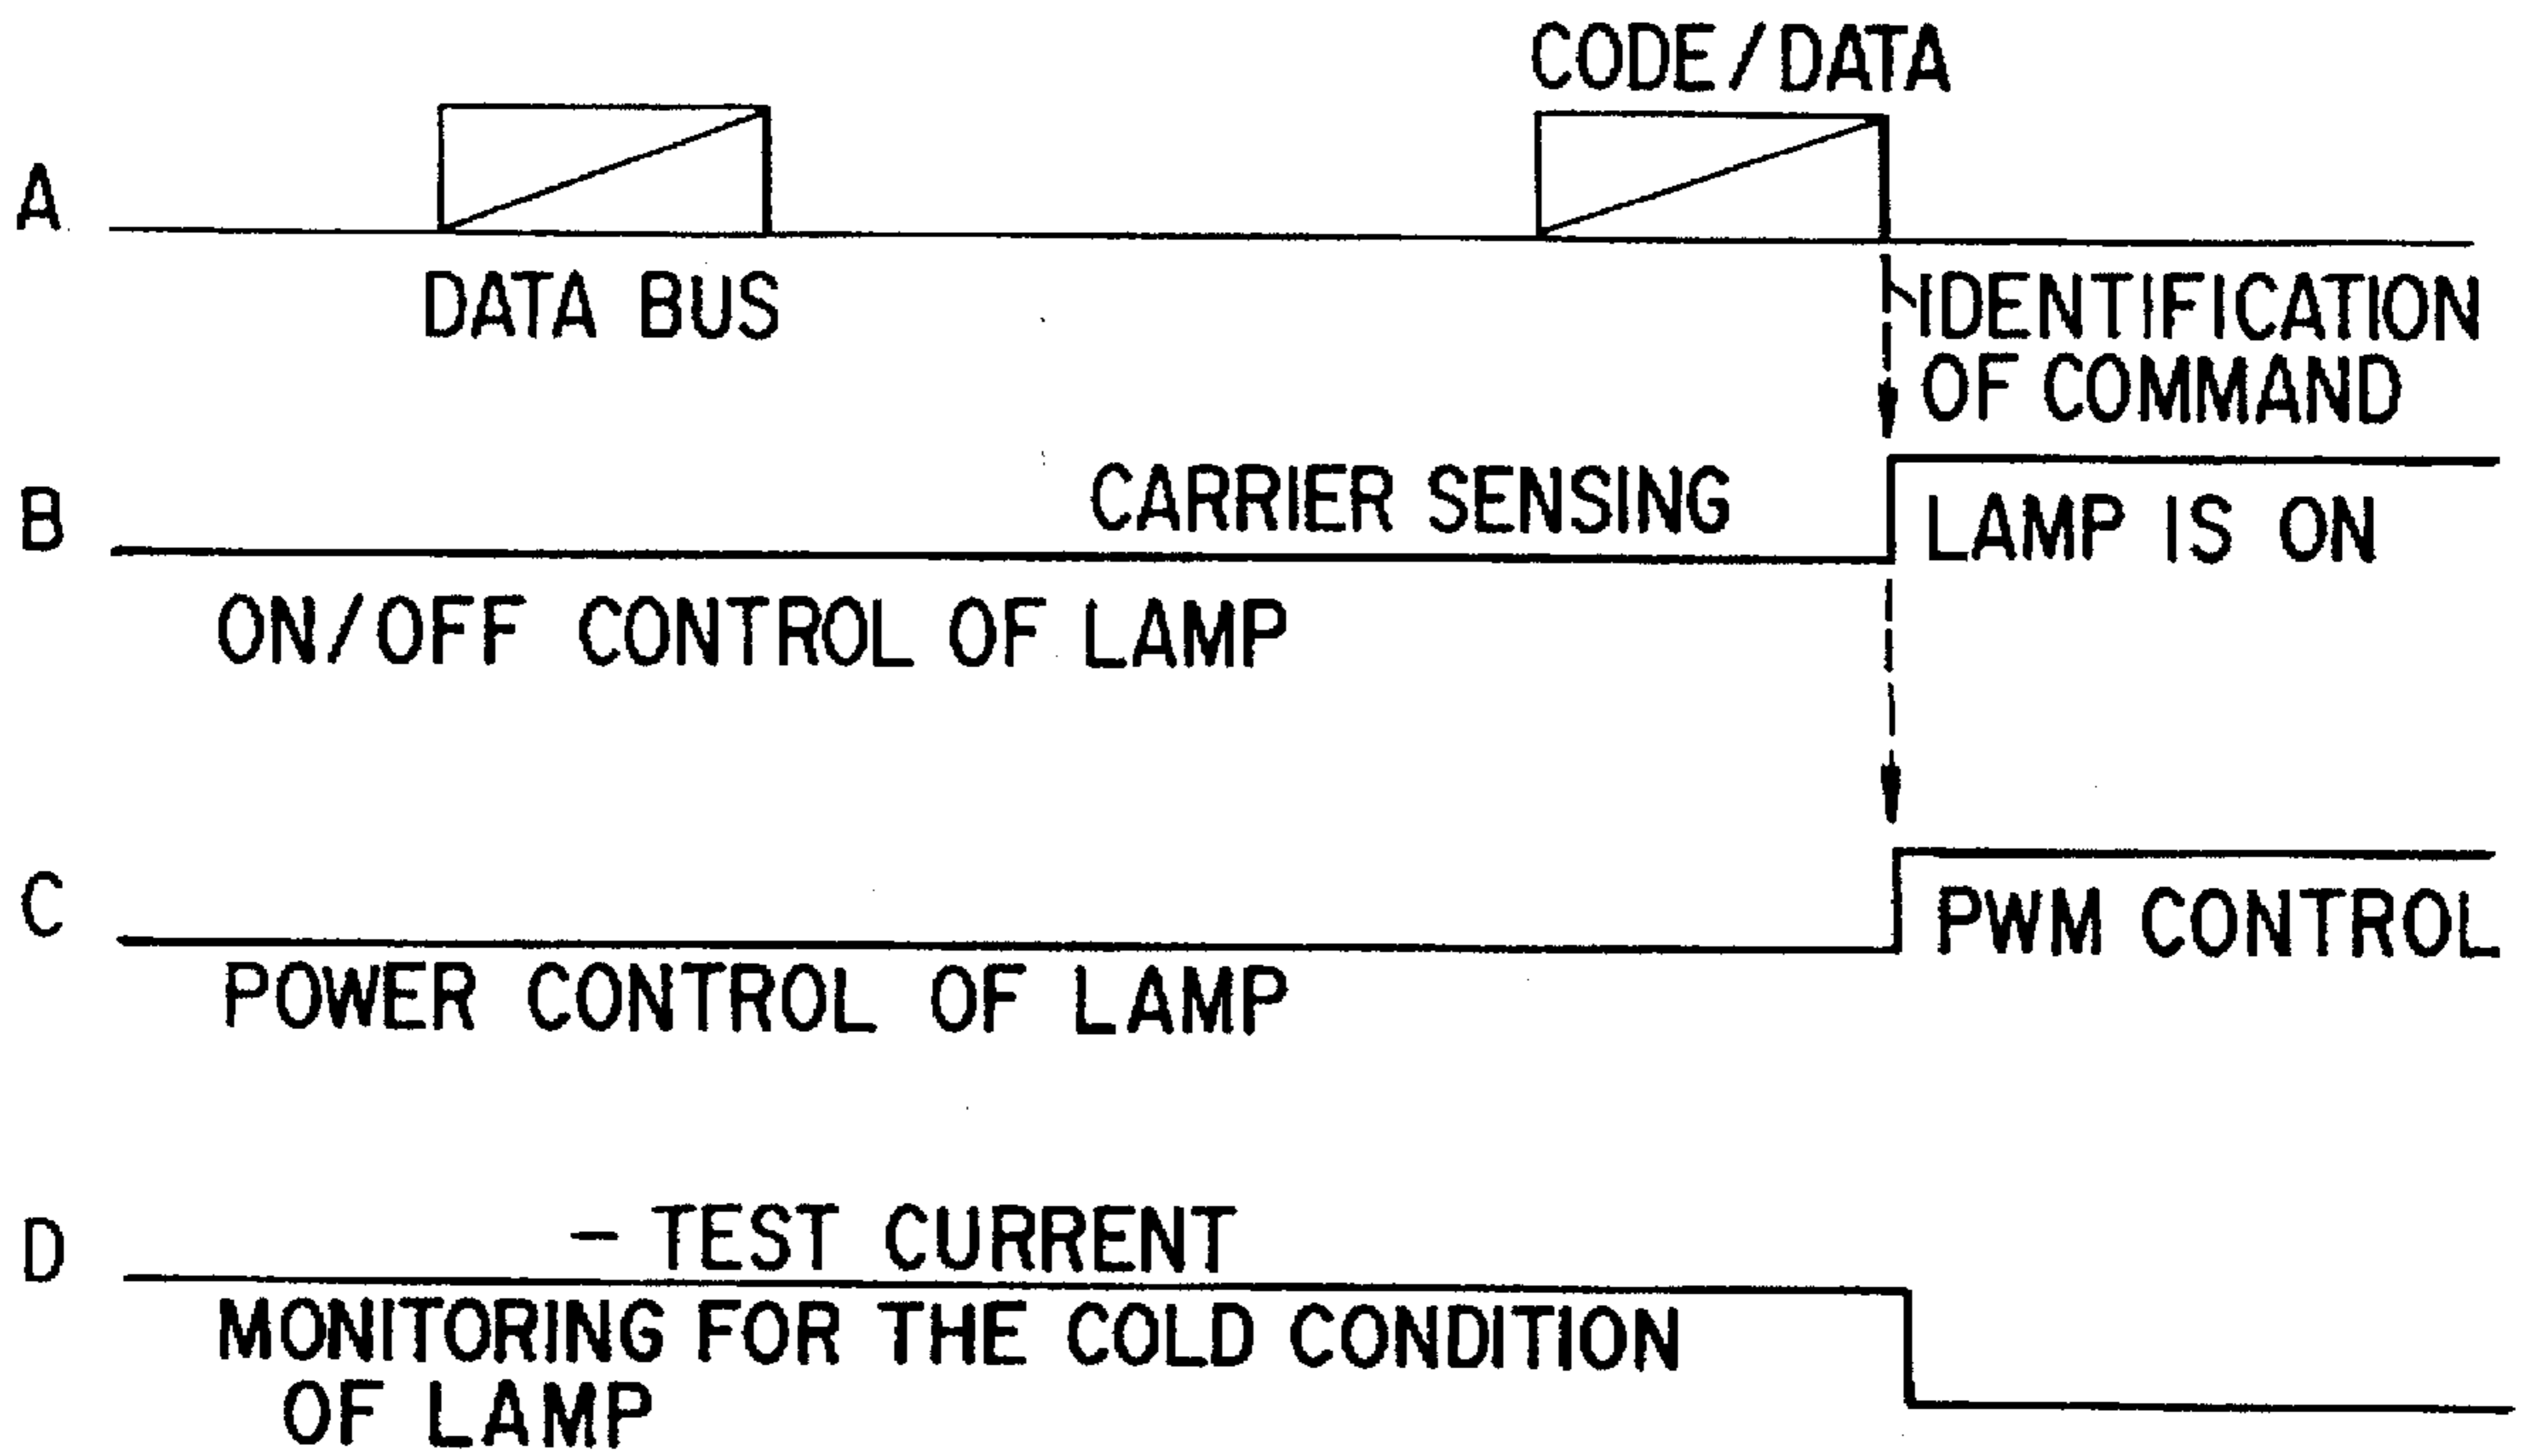 CODE/DATA
A
DATA BUS
IDENTIFICATION
OF COMMAND
CARRIER SENSING
B
LAMP IS ON
ON/OFF CONTROL OF LAMP
C
PWM CONTROL
POWER CONTROL OF LAMP
D
– TEST CURRENT
MONITORING FOR THE COLD CONDITION
OF LAMP